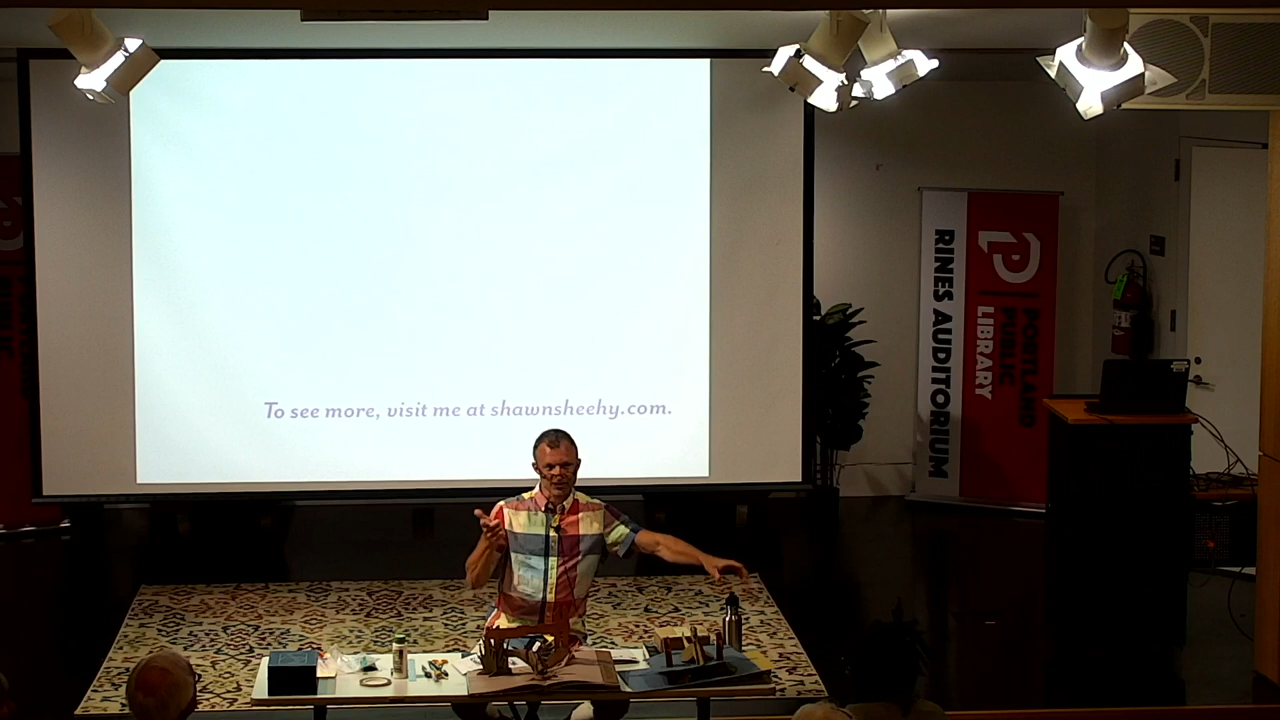 To see more, visit me at shawnsheehy.com.
RINES AUDITORIUM
PORTLAND
PUBLIC
LIBRARY